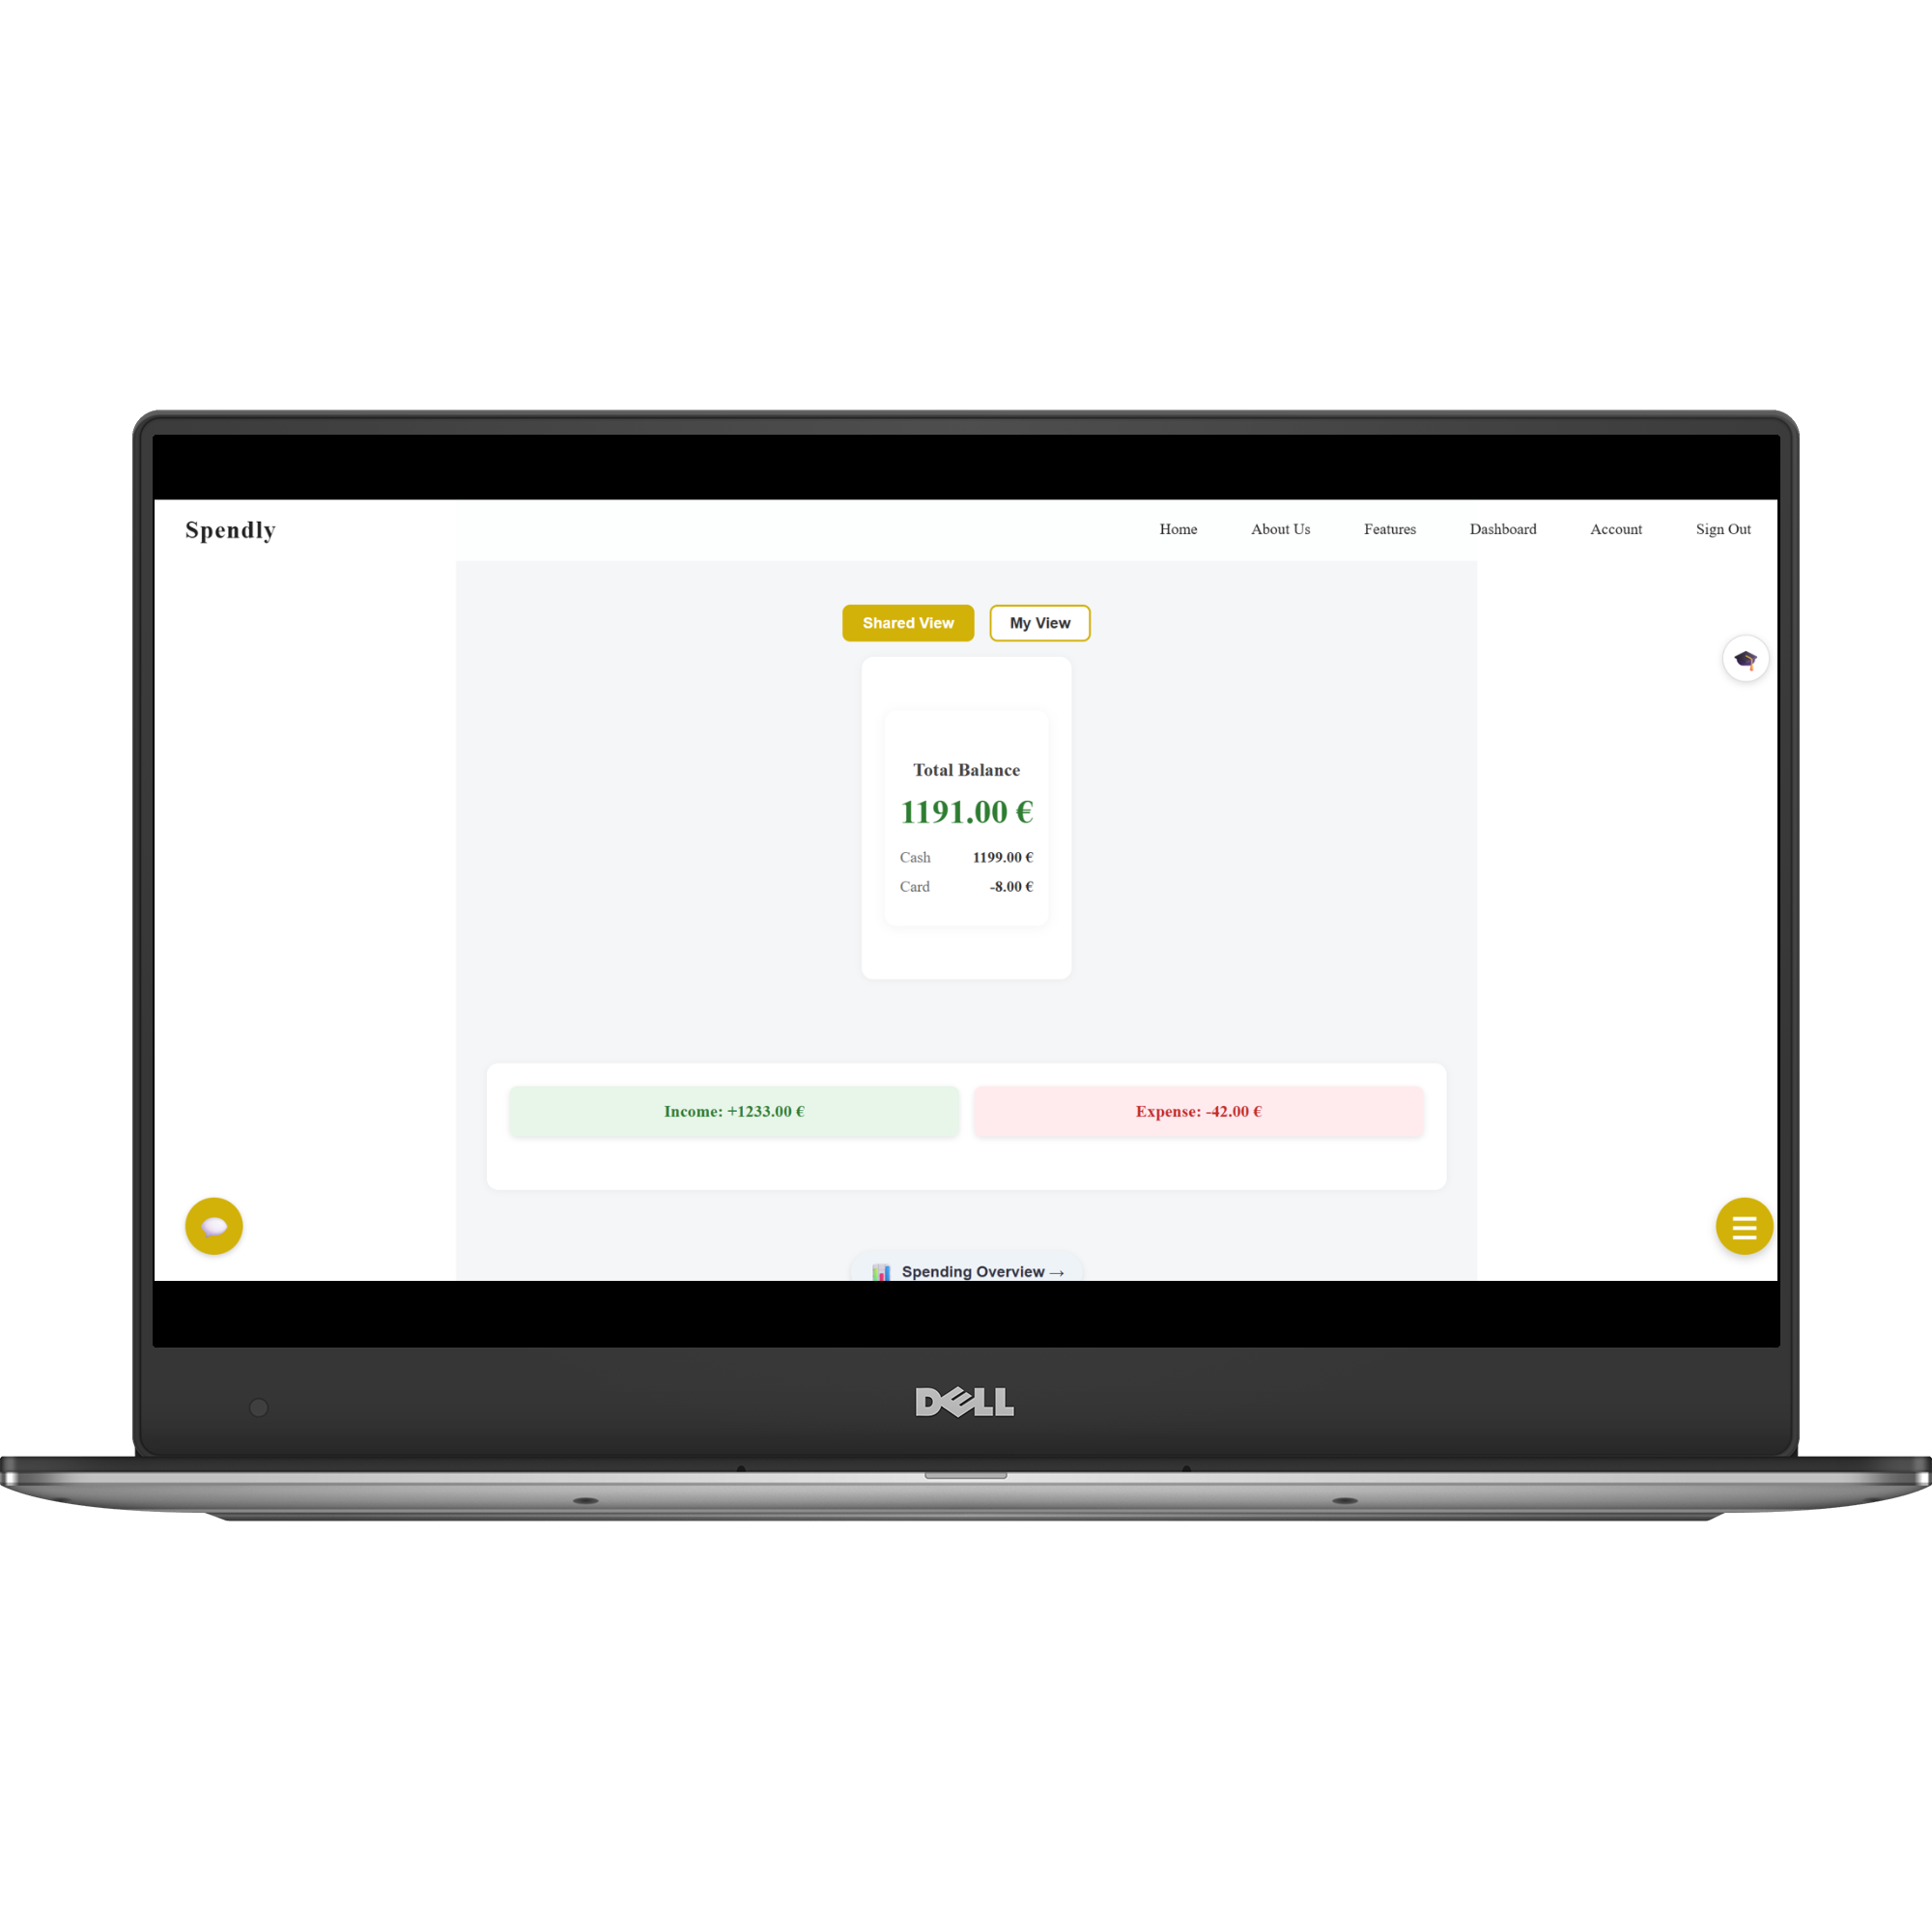 Spendly
Home About Us Features Dashboard Account Sign Out
Shared View My View
Total Balance
1191.00 €
Cash 1199.00 €
Card -8.00 €
Income: +1233.00 € Expense: -42.00 €
Spending Overview →
DELL